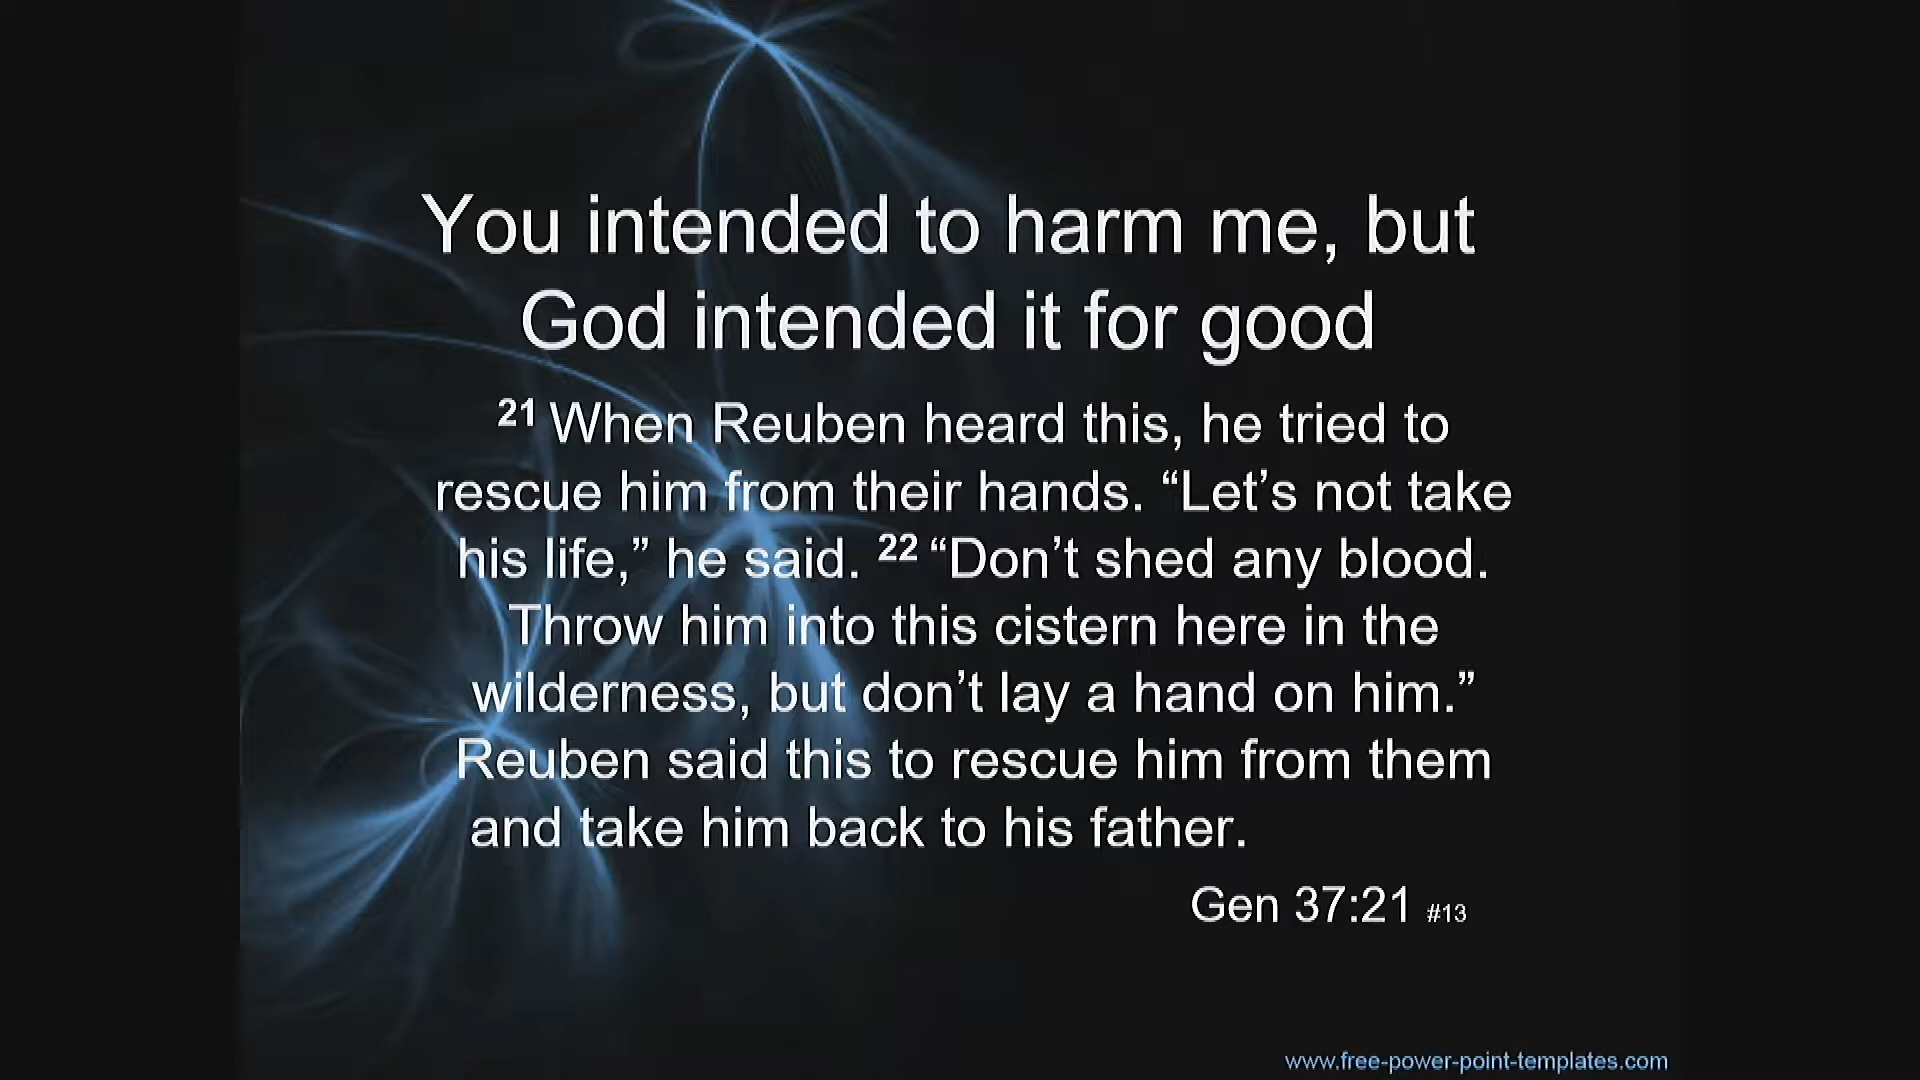 You intended to harm me, but
God intended it for good
21 When Reuben heard this, he tried to
rescue him from their hands. “Let’s not take
his life,” he said. 22 “Don’t shed any blood.
Throw him into this cistern here in the
wilderness, but don’t lay a hand on him.”
Reuben said this to rescue him from them
and take him back to his father.
Gen 37:21 #13
www.free-power-point-templates.com